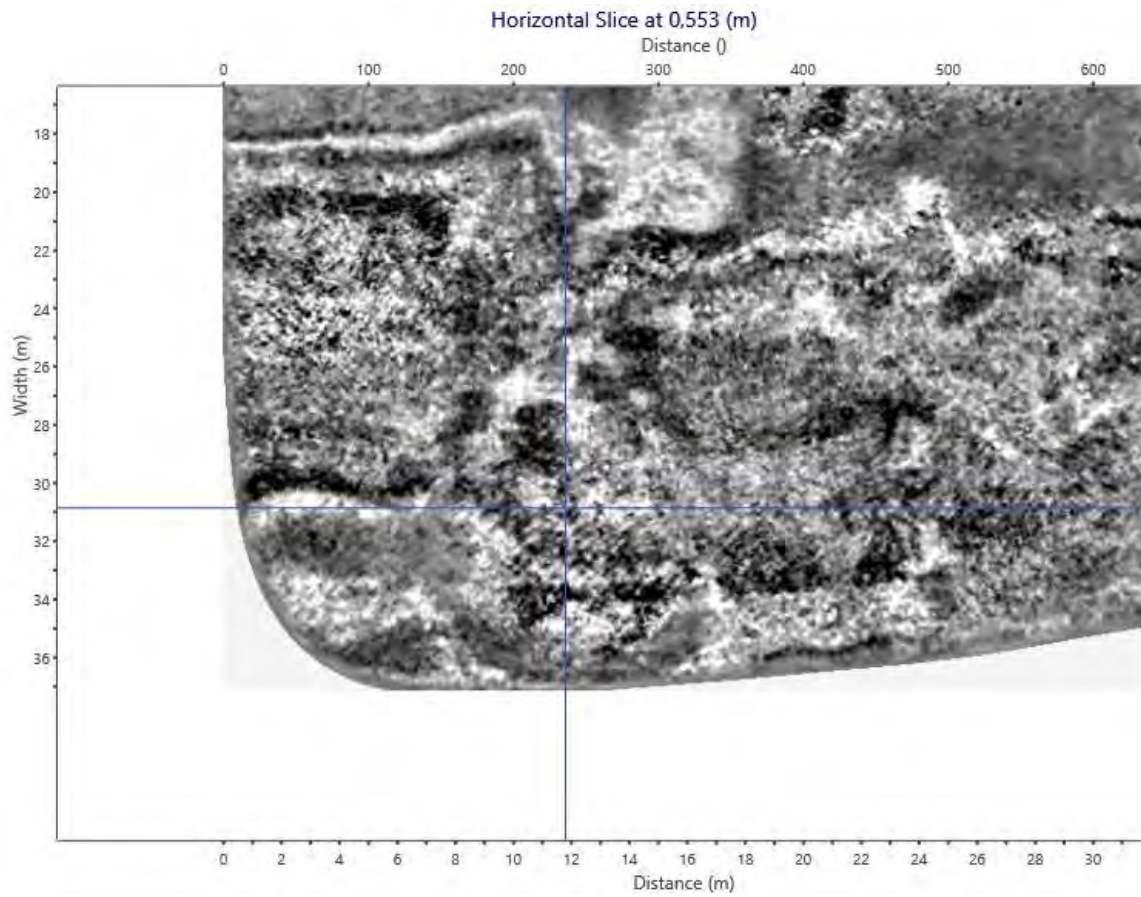 Horizontal Slice at 0,553 (m)
Distance ()
0 100 200 300 400 500 600
18
20
22
24
26
28
30
32
34
36
Width (m)
0 2 4 6 8 10 12 14 16 18 20 22 24 26 28 30
Distance (m)